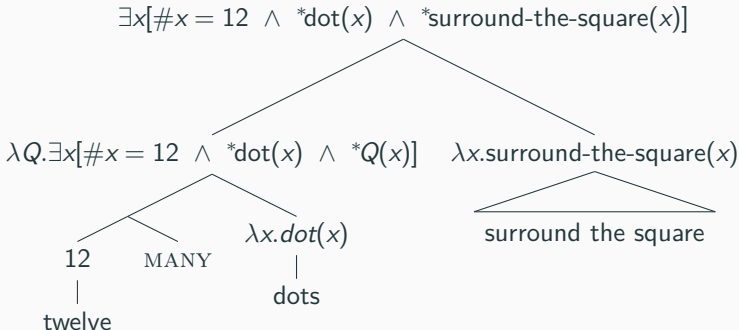 ∃x[#x = 12 ∧ *dot(x) ∧ *surround-the-square(x)]
λQ.∃x[#x = 12 ∧ *dot(x) ∧ *Q(x)] λx.surround-the-square(x)
λx.dot(x)
surround the square
12 MANY
dots
twelve